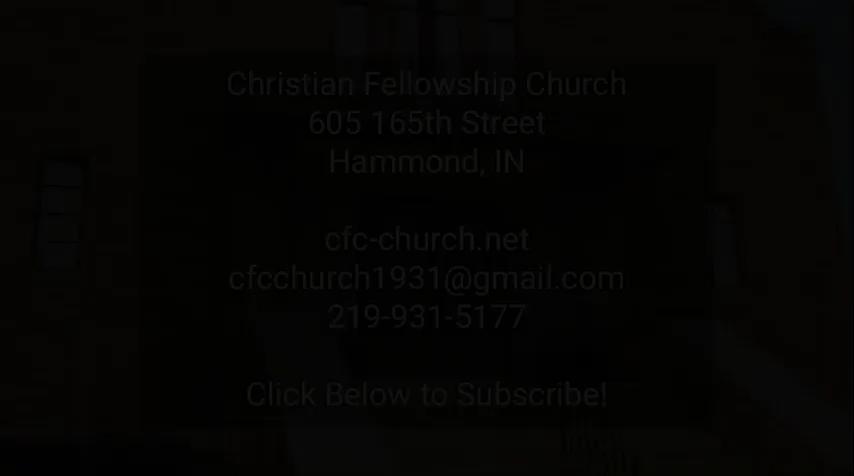 Christian Fellowship Church
605 165th Street
Hammond, IN
cfc-church.net
cfcchurch1931@gmail.com
219-931-5177
Click Below to Subscribe!